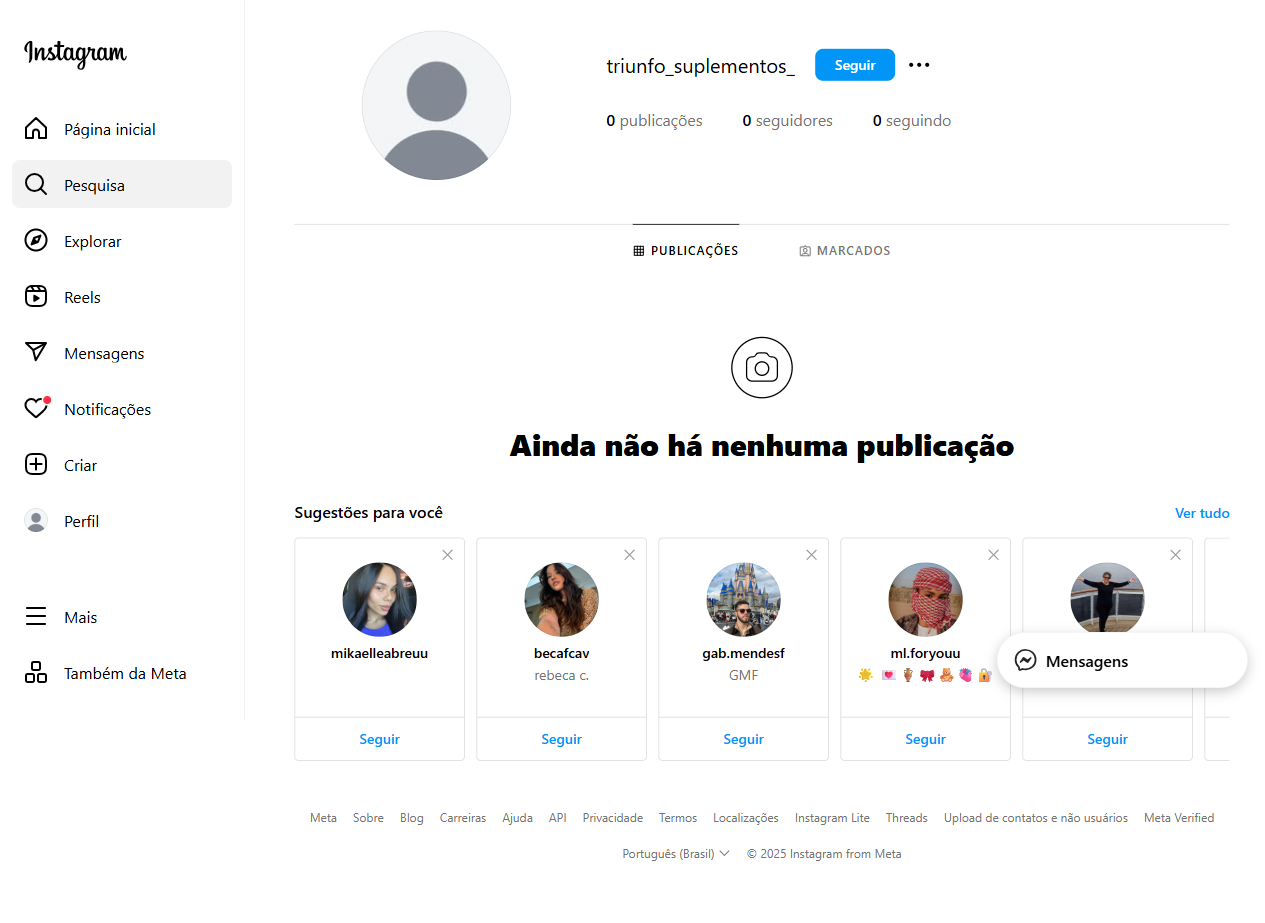 Instagram
Página inicial
Pesquisa
Explorar
Reels
Mensagens
Notificações
Criar
Perfil
Mais
Também da Meta
triunfo_suplementos_
Seguir
0 publicações 0 seguidores 0 seguindo
PUBLICAÇÕES MARCADOS
Ainda não há nenhuma publicação
Sugestões para você Ver tudo
mikaelleabreuu
Seguir
becafcav
rebeca c.
Seguir
gab.mendesf
GMF
Seguir
ml.foryouu
🌟 💌 🏺 🎀 🧸 🫀 🔐
Seguir
Seguir
Mensagens
Meta Sobre Blog Carreiras Ajuda API Privacidade Termos Localizações Instagram Lite Threads Upload de contatos e não usuários Meta Verified
Português (Brasil) © 2025 Instagram from Meta